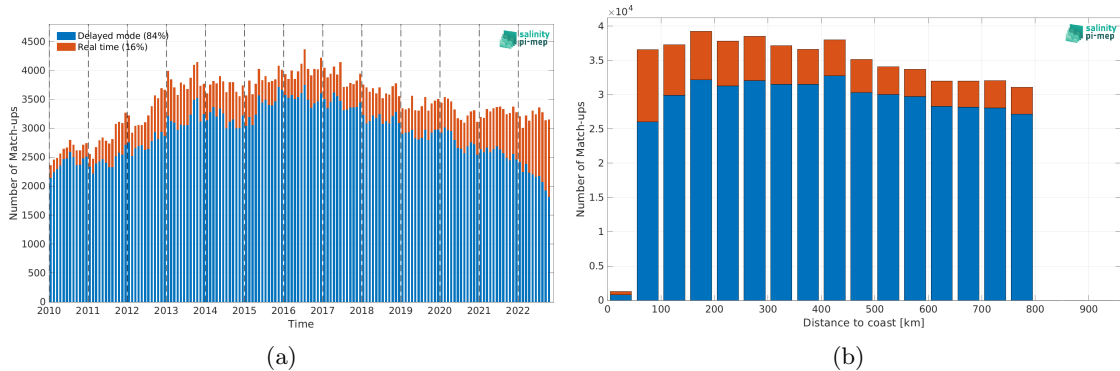 Delayed mode (84%)
Real time (16%)
salinity
pi-mep
Number of Match-ups
4500
4000
3500
3000
2500
2000
1500
1000
500
0
2010 2011 2012 2013 2014 2015 2016 2017 2018 2019 2020 2021 2022
Time
(a)
×10⁴
salinity
pi-mep
Number of Match-ups
4
3.5
3
2.5
2
1.5
1
0.5
0
0 100 200 300 400 500 600 700 800 900
Distance to coast [km]
(b)